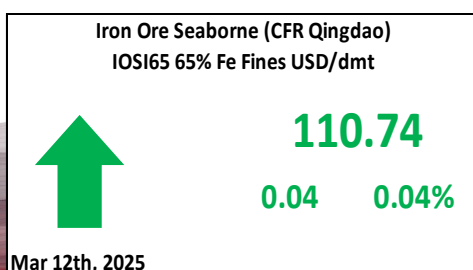 Iron Ore Seaborne (CFR Qingdao)
IOSI65 65% Fe Fines USD/dmt
110.74
0.04 0.04%
Mar 12th, 2025